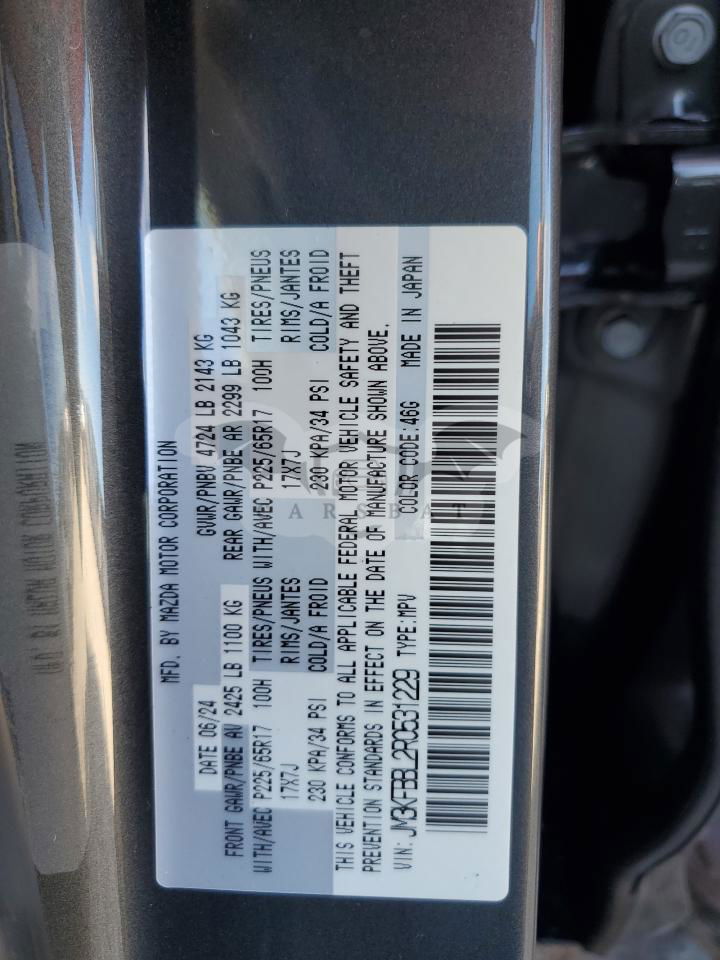 MFD. BY MAZDA MOTOR CORPORATION
DATE 06/24 GVWR/PNBV 4724 LB 2143 KG
FRONT GAWR/PNBE AV 2425 LB 1100 KG REAR GAWR/PNBE AR 2299 LB 1043 KG
WITH/AVEC P225/65R17 100H TIRES/PNEUS WITH/AVEC P225/65R17 100H TIRES/PNEUS
17X7J RIMS/JANTES 17X7J RIMS/JANTES
230 KPA/34 PSI COLD/A FROID 230 KPA/34 PSI COLD/A FROID
THIS VEHICLE CONFORMS TO ALL APPLICABLE FEDERAL MOTOR VEHICLE SAFETY AND THEFT
PREVENTION STANDARDS IN EFFECT ON THE DATE OF MANUFACTURE SHOWN ABOVE.
VIN: JM3KFBBL2R0531229 TYPE:MPV COLOR CODE:46G MADE IN JAPAN
ARSBAT